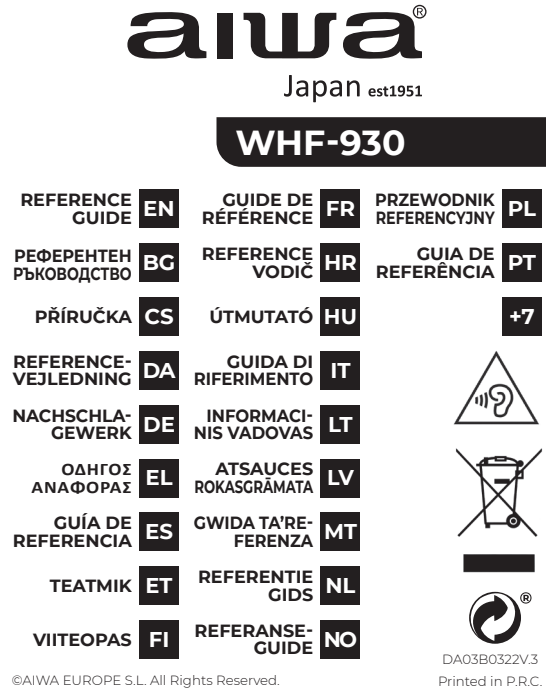 aiwa®
Japan est1951
WHF-930
REFERENCE
GUIDE EN
РЕФЕРЕНТЕН
РЪКОВОДСТВО BG
PŘÍRUČKA CS
REFERENCE-
VEJLEDNING DA
NACHSCHLA-
GEWERK DE
ΟΔΗΓΟΣ
ΑΝΑΦΟΡΑΣ EL
GUÍA DE
REFERENCIA ES
TEATMIK ET
VIITEOPAS FI
GUIDE DE
RÉFÉRENCE FR
REFERENCE
VODIČ HR
ÚTMUTATÓ HU
GUIDA DI
RIFERIMENTO IT
INFORMACI-
NIS VADOVAS LT
ATSAUCES
ROKASGRĀMATA LV
GWIDA TA'RE-
FERENZA MT
REFERENTIE
GIDS NL
REFERANSE-
GUIDE NO
PRZEWODNIK
REFERENCYJNY PL
GUIA DE
REFERÊNCIA PT
+7
®
DA03B0322V.3
©AIWA EUROPE S.L. All Rights Reserved.
Printed in P.R.C.